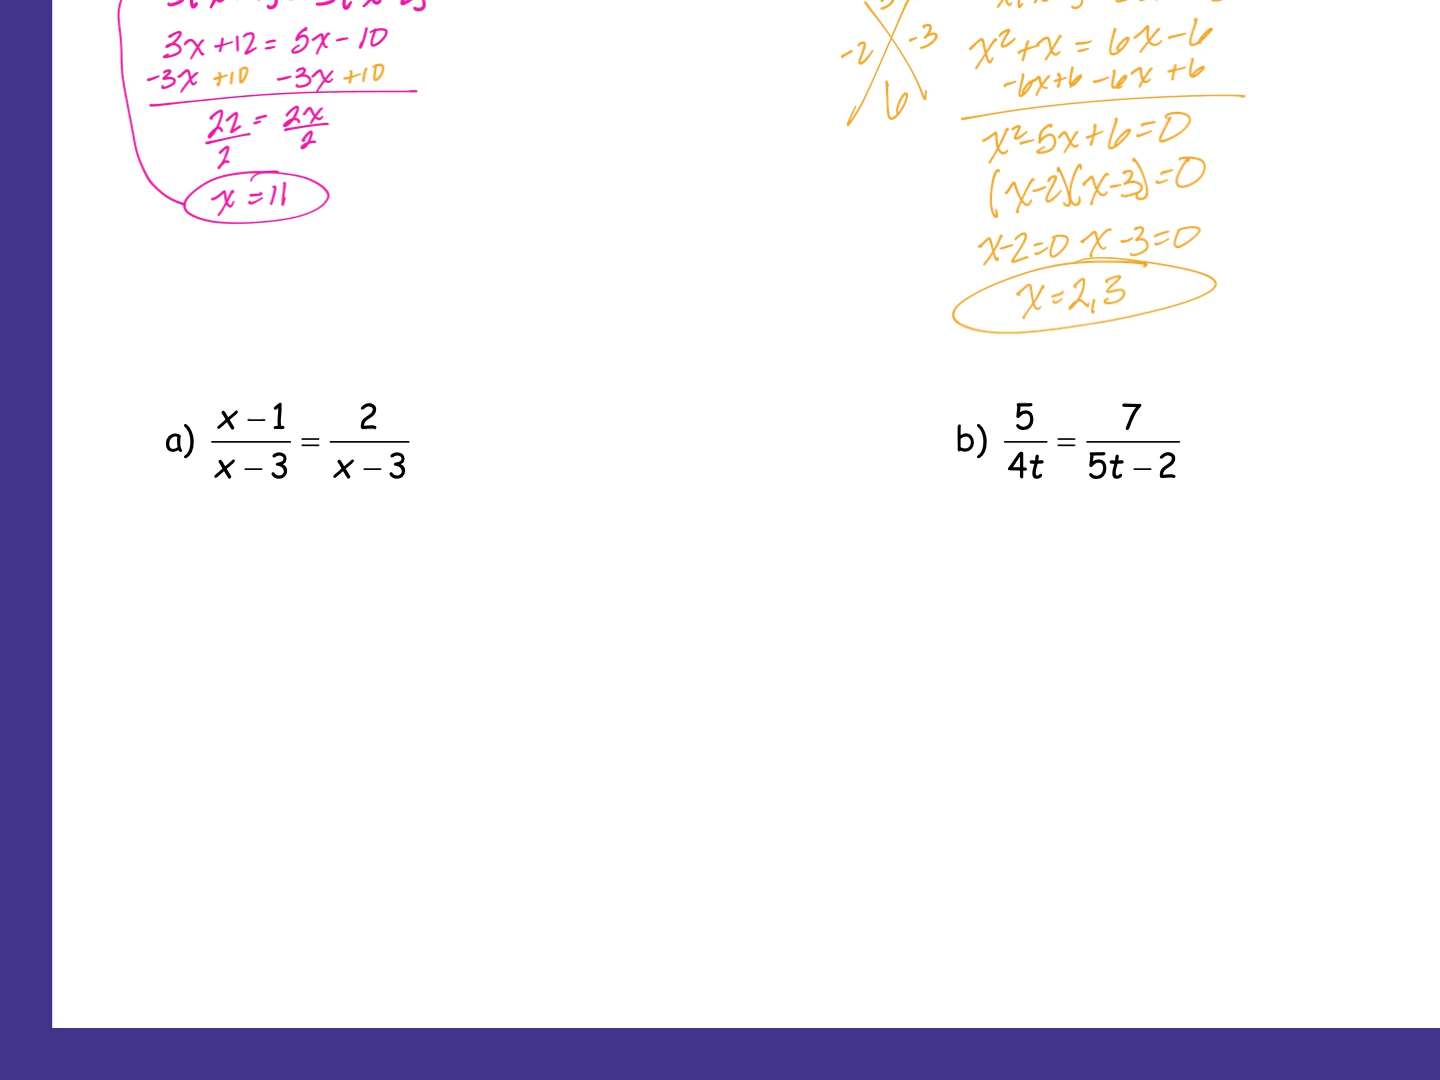 3x + 12 = 5x - 10
-3x +10 -3x +10
22 = 2x
2 2
x = 11
-2 -3
6
x² + x = 6x - 6
-6x + 6 - 6x + 6
x² - 5x + 6 = 0
(x - 2)(x - 3) = 0
x - 2 = 0 x - 3 = 0
x = 2, 3
a) x – 1 / x – 3 = 2 / x – 3
b) 5 / 4t = 7 / 5t – 2